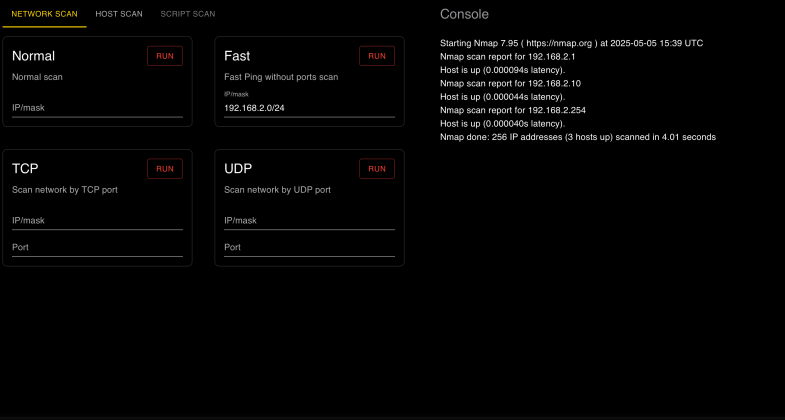 NETWORK SCAN HOST SCAN SCRIPT SCAN
Normal RUN
Normal scan
IP/mask
Fast RUN
Fast Ping without ports scan
IP/mask
192.168.2.0/24
TCP RUN
Scan network by TCP port
IP/mask
Port
UDP RUN
Scan network by UDP port
IP/mask
Port
Console
Starting Nmap 7.95 ( https://nmap.org ) at 2025-05-05 15:39 UTC
Nmap scan report for 192.168.2.1
Host is up (0.000094s latency).
Nmap scan report for 192.168.2.10
Host is up (0.000044s latency).
Nmap scan report for 192.168.2.254
Host is up (0.000040s latency).
Nmap done: 256 IP addresses (3 hosts up) scanned in 4.01 seconds